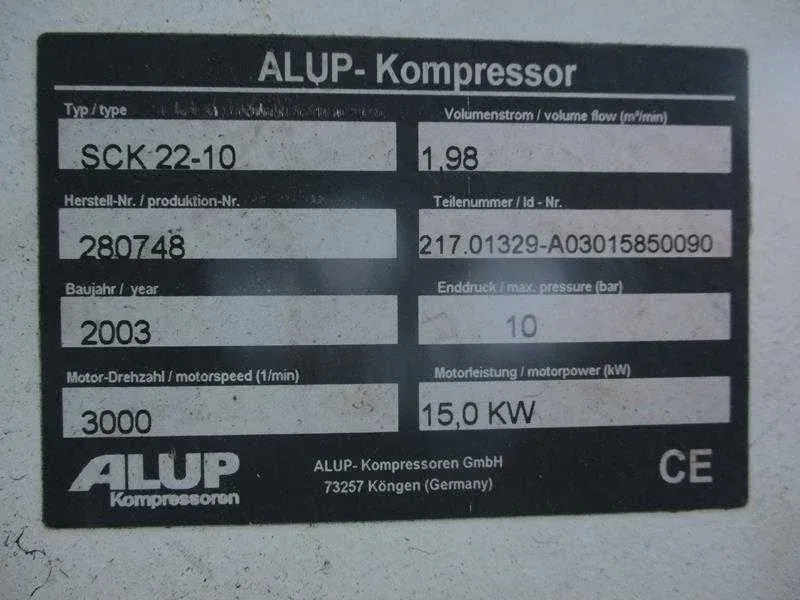 ALUP- Kompressor
Typ / type
SCK 22-10
Volumenstrom / volume flow (m³/min)
1,98
Herstell-Nr. / produktion-Nr.
280748
Teilenummer / Id - Nr.
217.01329-A03015850090
Baujahr / year
2003
Enddruck / max. pressure (bar)
10
Motor-Drehzahl / motorspeed (1/min)
3000
Motorleistung / motorpower (kW)
15,0 KW
ALUP
Kompressoren
ALUP- Kompressoren GmbH
73257 Köngen (Germany)
CE